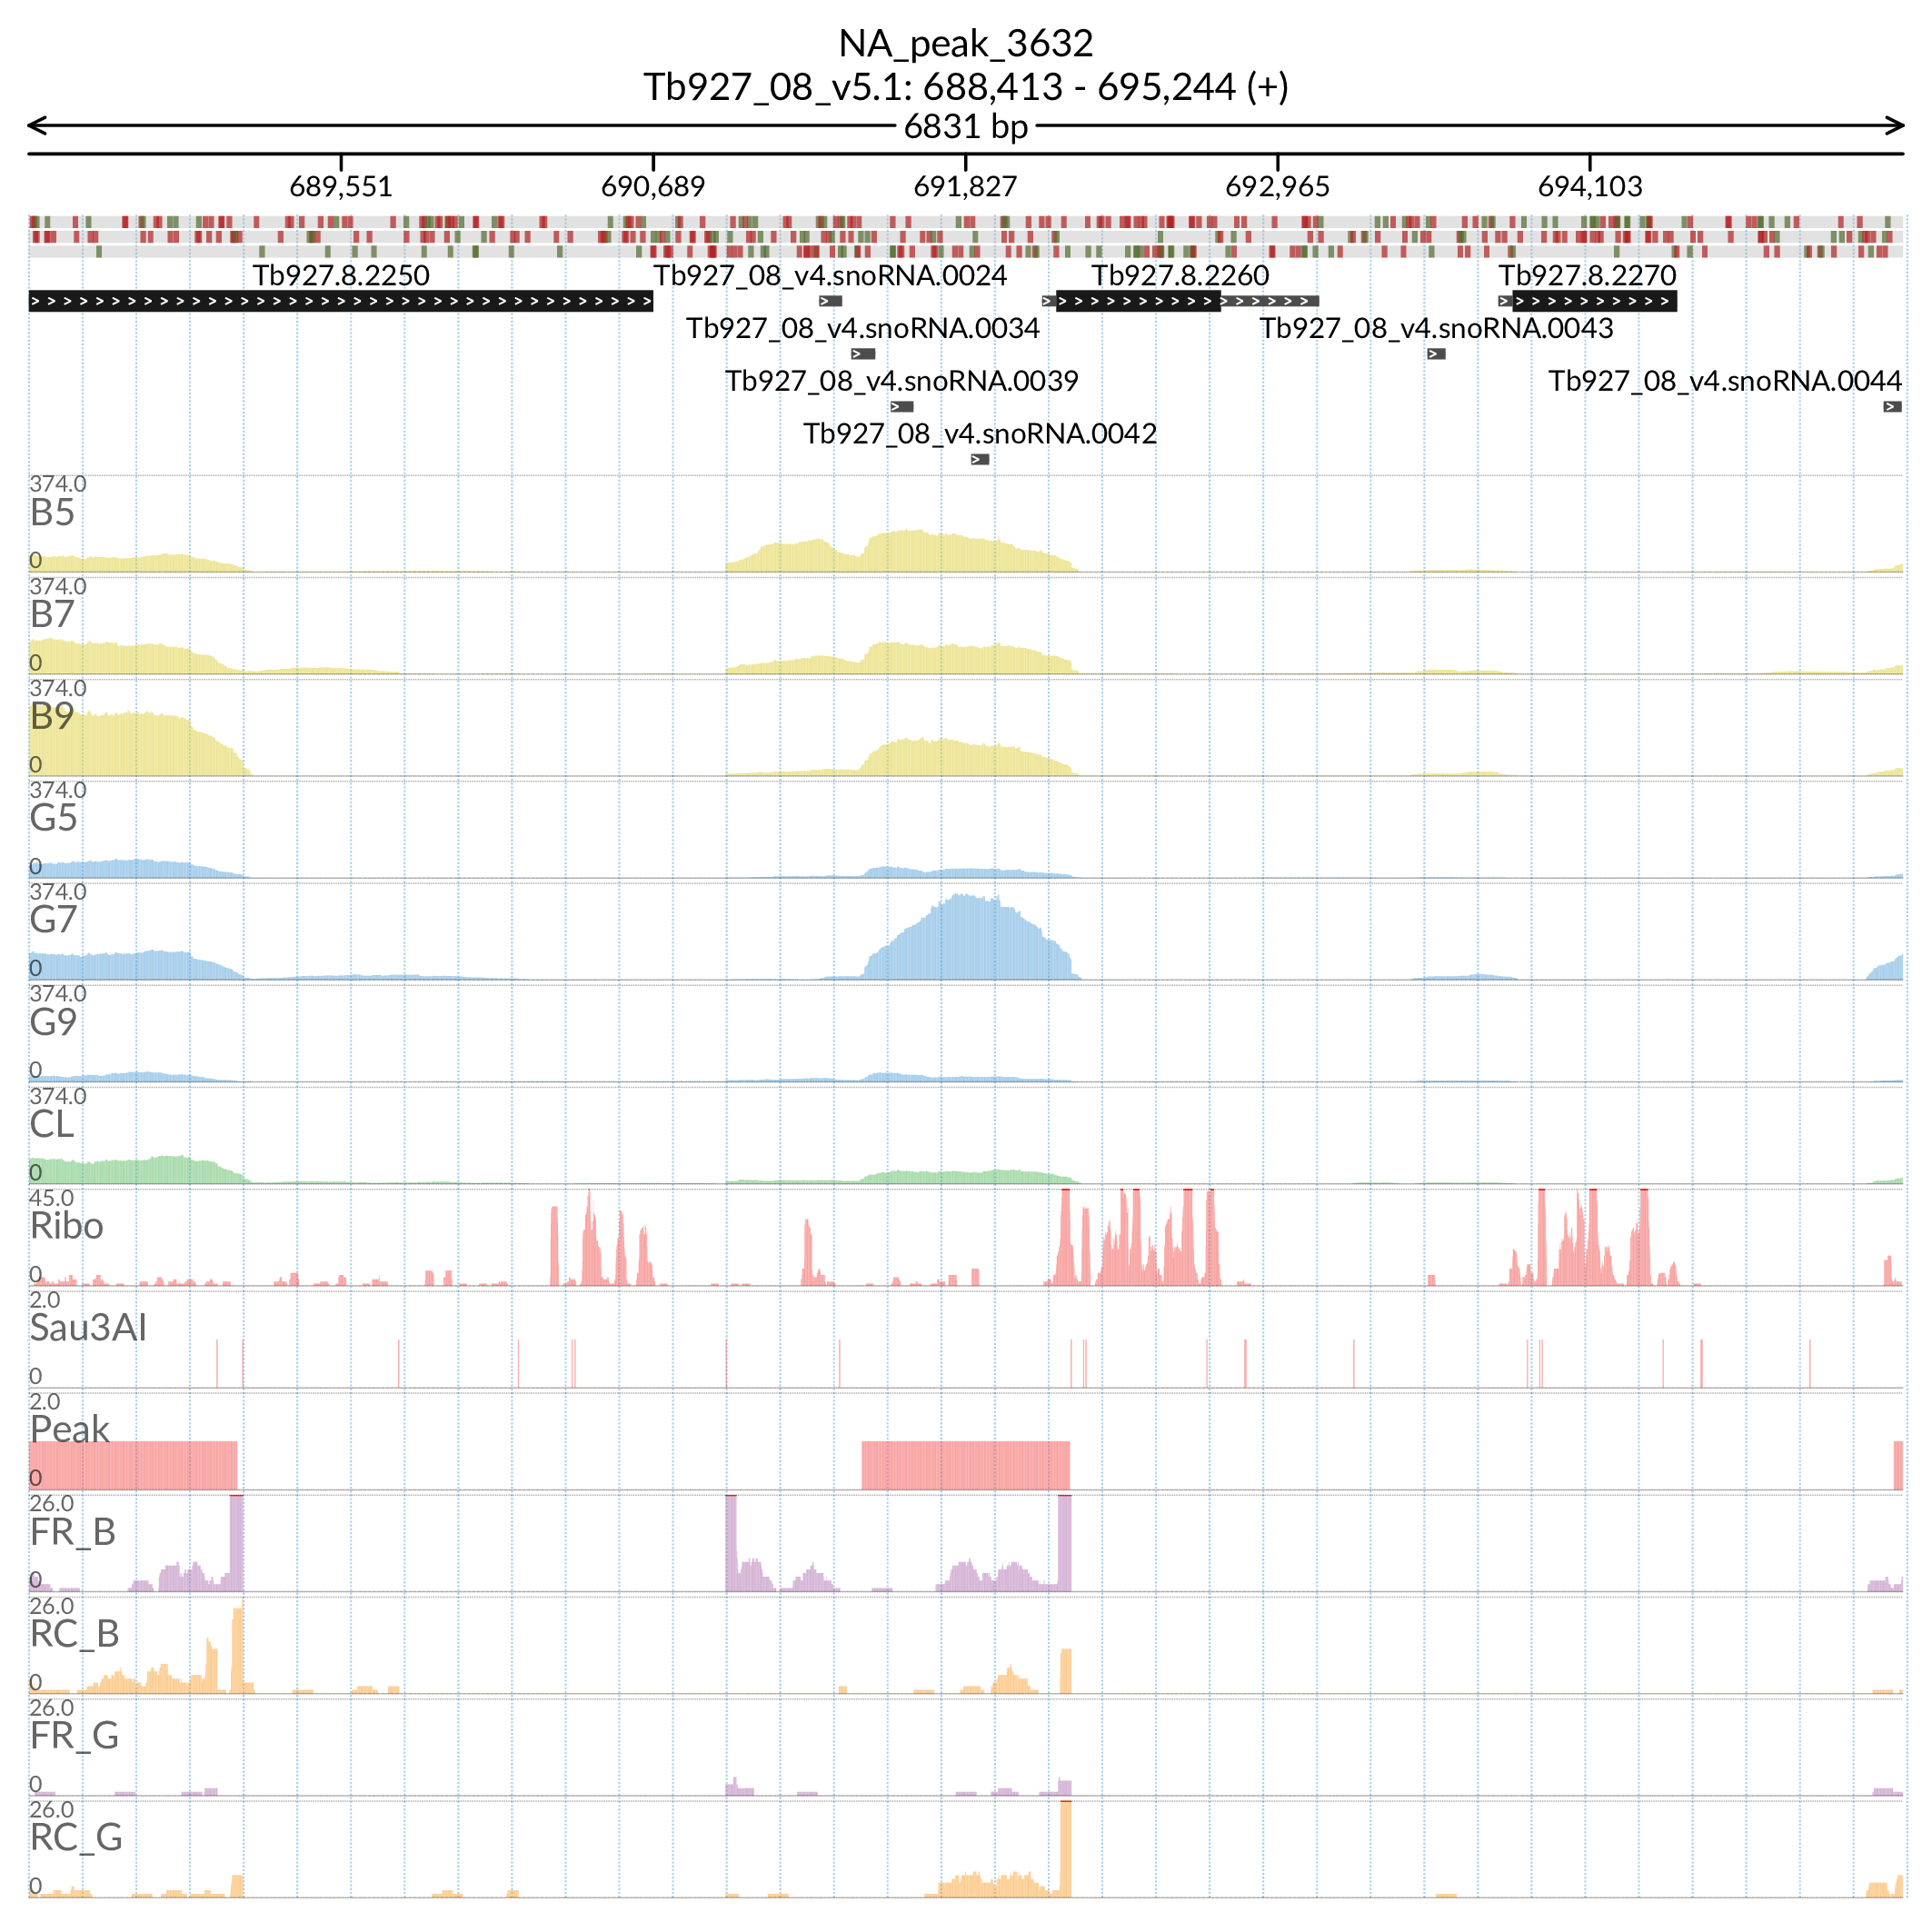 NA_peak_3632
Tb927_08_v5.1: 688,413 - 695,244 (+)
6831 bp
689,551 690,689 691,827 692,965 694,103
Tb927.8.2250 Tb927_08_v4.snoRNA.0024 Tb927.8.2260 Tb927.8.2270
Tb927_08_v4.snoRNA.0034 Tb927_08_v4.snoRNA.0043
Tb927_08_v4.snoRNA.0039 Tb927_08_v4.snoRNA.0044
Tb927_08_v4.snoRNA.0042
374.0
B5
0
374.0
B7
0
374.0
B9
0
374.0
G5
0
374.0
G7
0
374.0
G9
0
374.0
CL
0
45.0
Ribo
0
2.0
Sau3AI
0
2.0
Peak
0
26.0
FR_B
0
26.0
RC_B
0
26.0
FR_G
0
26.0
RC_G
0